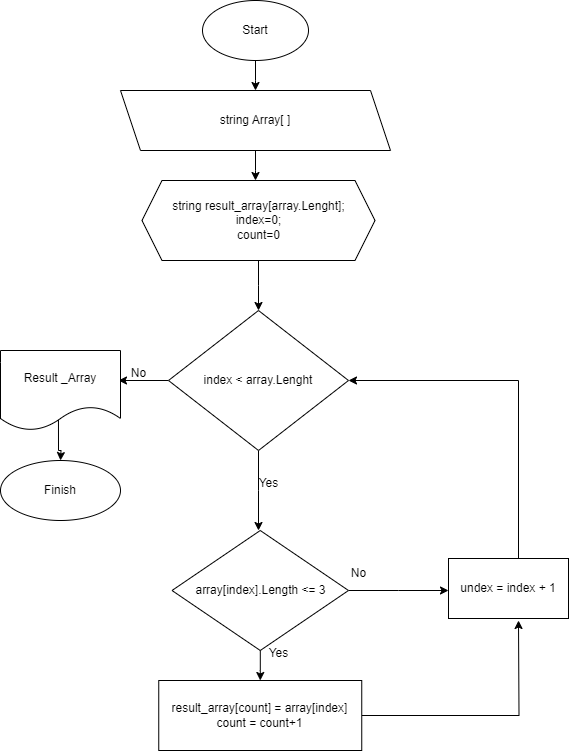 Start
string Array[ ]
string result_array[array.Lenght];
index=0;
count=0
index < array.Lenght
No
Result _Array
Finish
Yes
array[index].Length <= 3
No
undex = index + 1
Yes
result_array[count] = array[index]
count = count+1